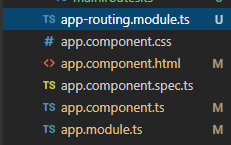 app-routing.module.ts U
# app.component.css
<> app.component.html M
TS app.component.spec.ts
TS app.component.ts M
TS app.module.ts M